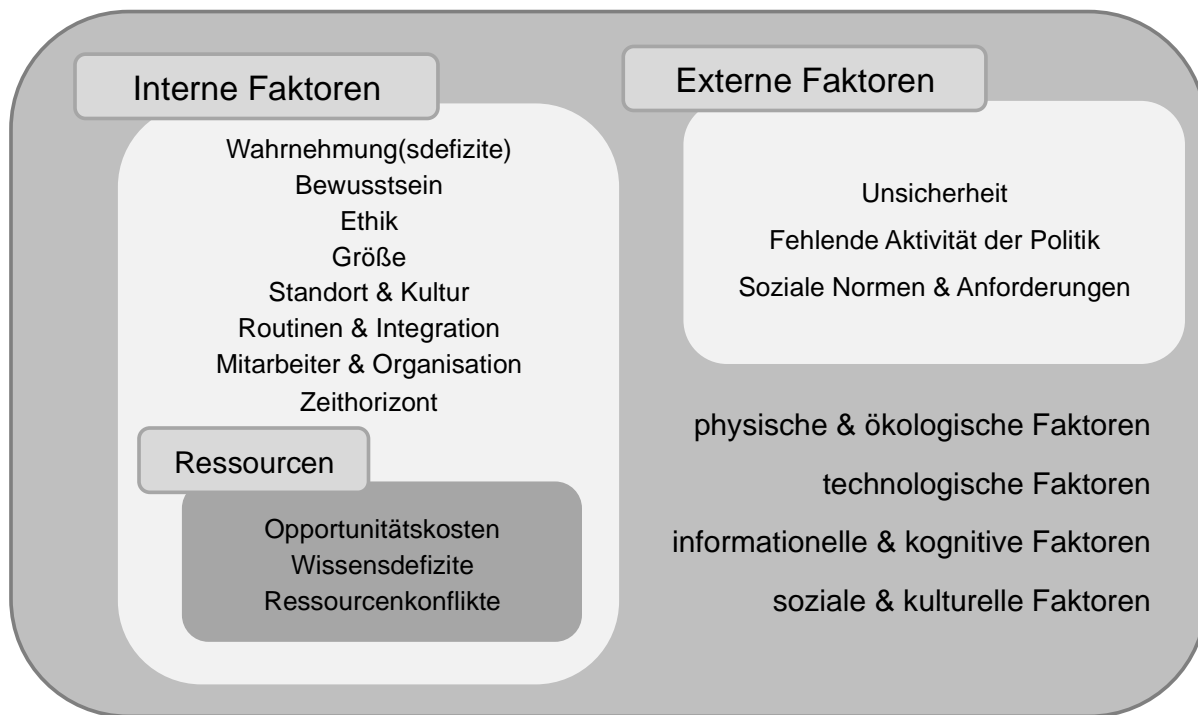 Interne Faktoren
Wahrnehmung(sdefizite)
Bewusstsein
Ethik
Größe
Standort & Kultur
Routinen & Integration
Mitarbeiter & Organisation
Zeithorizont
Ressourcen
Opportunitätskosten
Wissensdefizite
Ressourcenkonflikte
Externe Faktoren
Unsicherheit
Fehlende Aktivität der Politik
Soziale Normen & Anforderungen
physische & ökologische Faktoren
technologische Faktoren
informationelle & kognitive Faktoren
soziale & kulturelle Faktoren